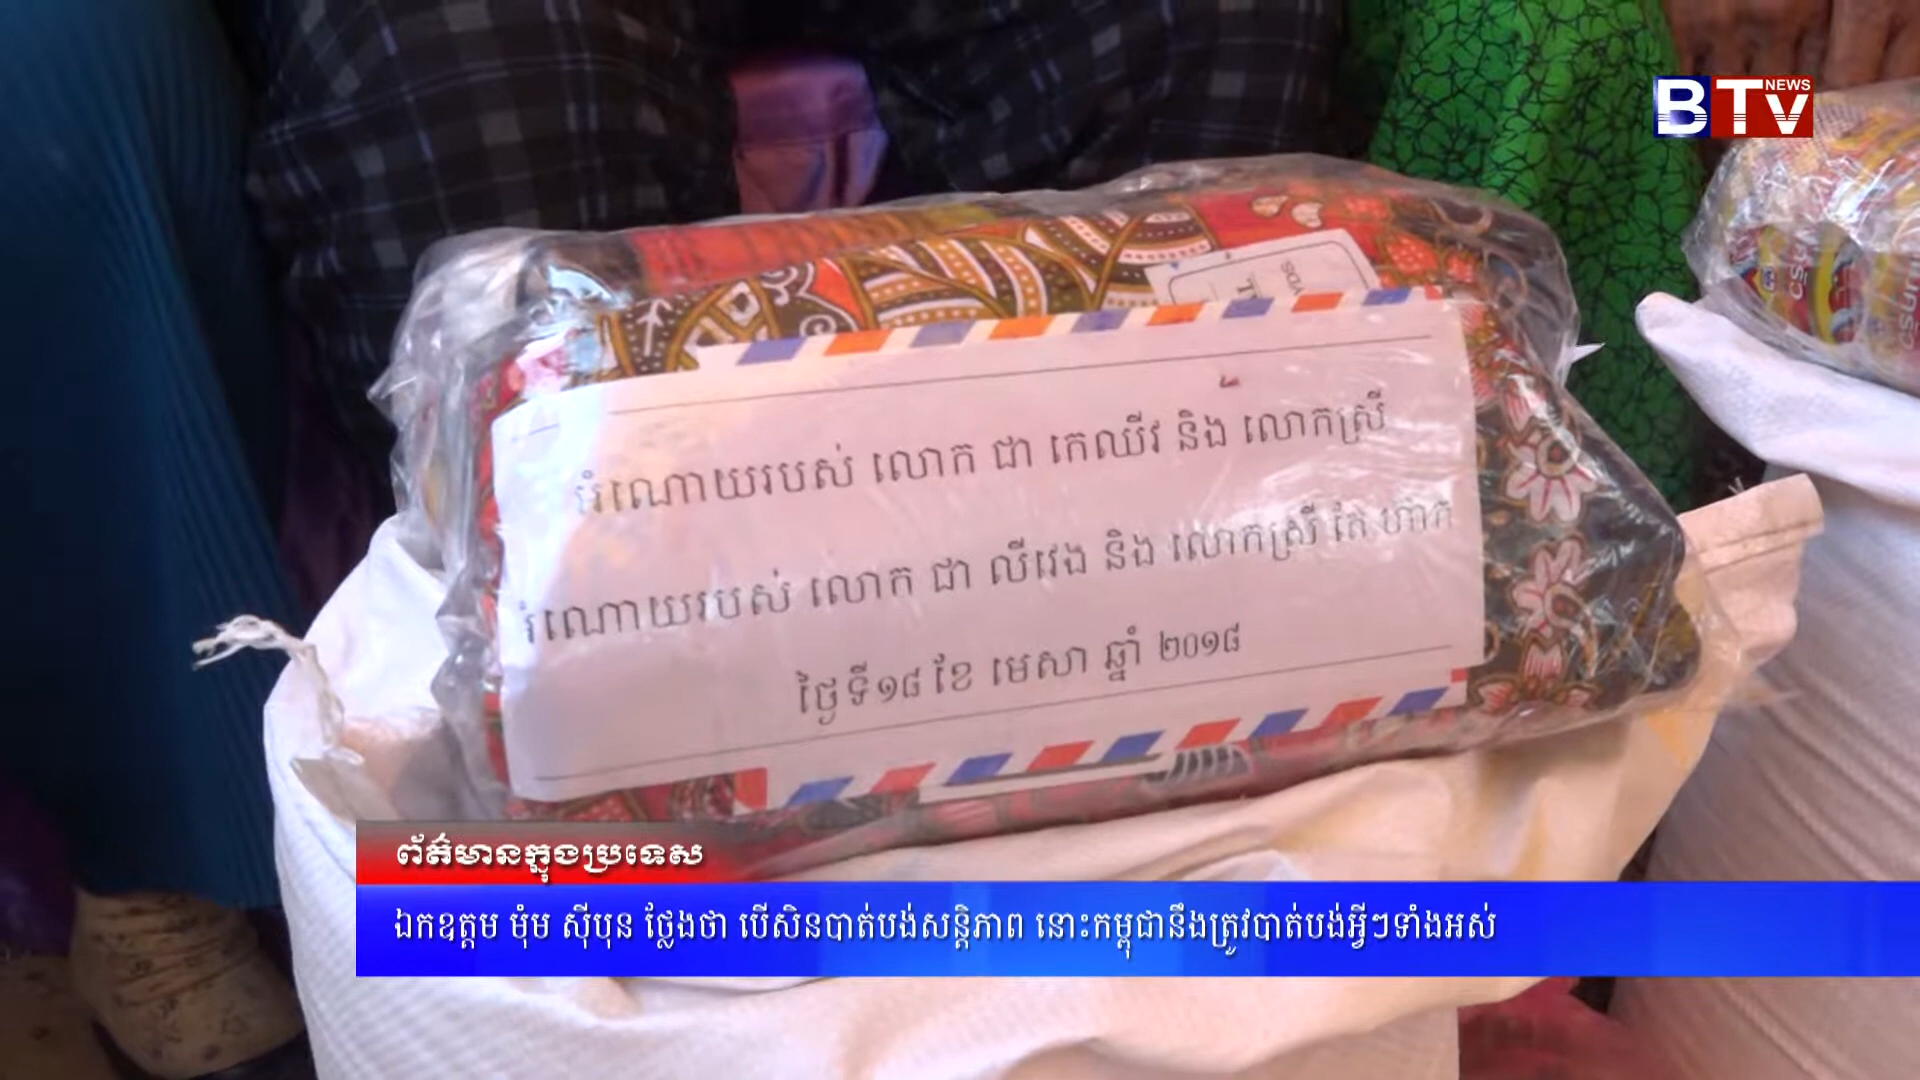 BTV NEWS
អំណោយរបស់ លោក ជា កេឈីវ និង លោកស្រី
អំណោយរបស់ លោក ជា លីវេង និង លោកស្រី តែ ហ៊ាក់
ថ្ងៃទី១៨ ខែ មេសា ឆ្នាំ ២០១៨
ព័ត៌មានក្នុងប្រទេស
ឯកឧត្តម ម៉ុម ស៊ីបុន ថ្លែងថា បើសិនបាត់បង់សន្តិភាព នោះកម្ពុជានឹងត្រូវបាត់បង់អ្វីៗទាំងអស់